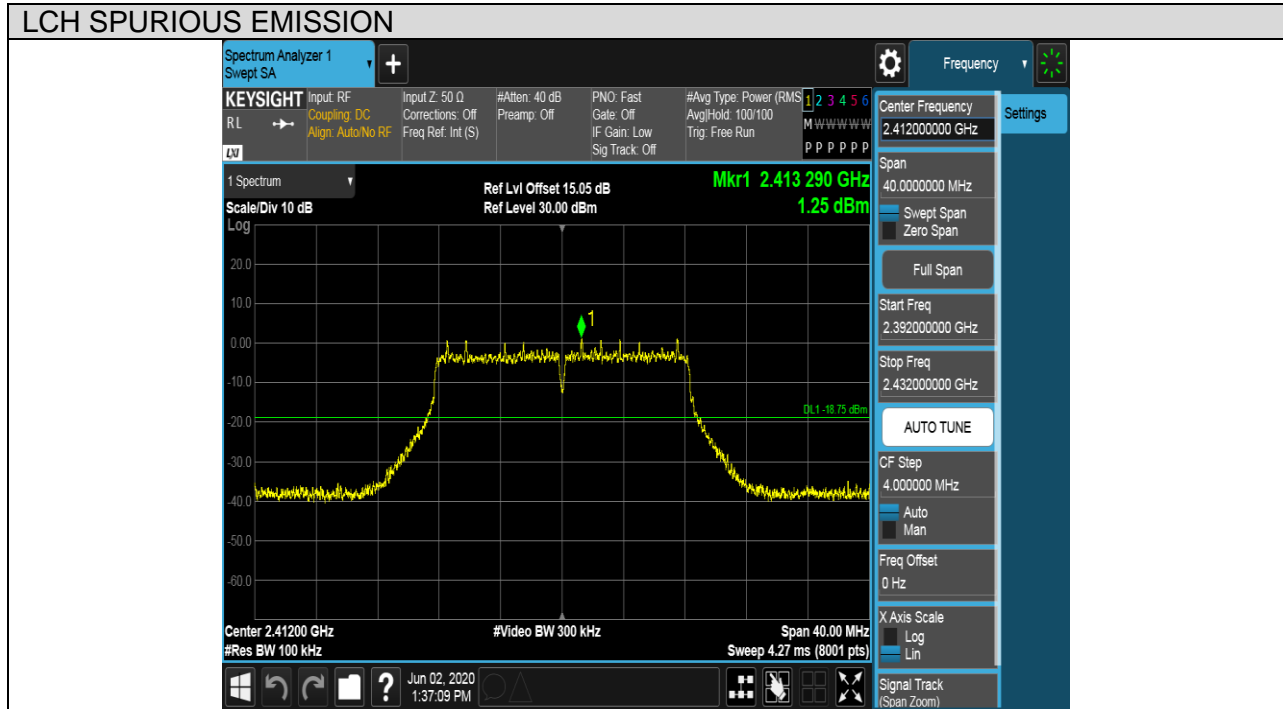 LCH SPURIOUS EMISSION
Spectrum Analyzer 1
Swept SA
+
Frequency
KEYSIGHT
RL
LXI
Input: RF
Coupling: DC
Align: Auto/No RF
Input Z: 50 Ω
Corrections: Off
Freq Ref: Int (S)
#Atten: 40 dB
Preamp: Off
PNO: Fast
Gate: Off
IF Gain: Low
Sig Track: Off
#Avg Type: Power (RMS
Avg|Hold: 100/100
Trig: Free Run
1 2 3 4 5 6
M W W W W W
P P P P P P
1 Spectrum
Scale/Div 10 dB
Log
Ref Lvl Offset 15.05 dB
Ref Level 30.00 dBm
Mkr1 2.413 290 GHz
1.25 dBm
20.0
10.0
0.00
-10.0
-20.0
-30.0
-40.0
-50.0
-60.0
1
DL1 -18.75 dBm
Center 2.41200 GHz
#Res BW 100 kHz
#Video BW 300 kHz
Span 40.00 MHz
Sweep 4.27 ms (8001 pts)
?
Jun 02, 2020
1:37:09 PM
Center Frequency
2.412000000 GHz
Settings
Span
40.0000000 MHz
Swept Span
Zero Span
Full Span
Start Freq
2.392000000 GHz
Stop Freq
2.432000000 GHz
AUTO TUNE
CF Step
4.000000 MHz
Auto
Man
Freq Offset
0 Hz
X Axis Scale
Log
Lin
Signal Track
(Span Zoom)